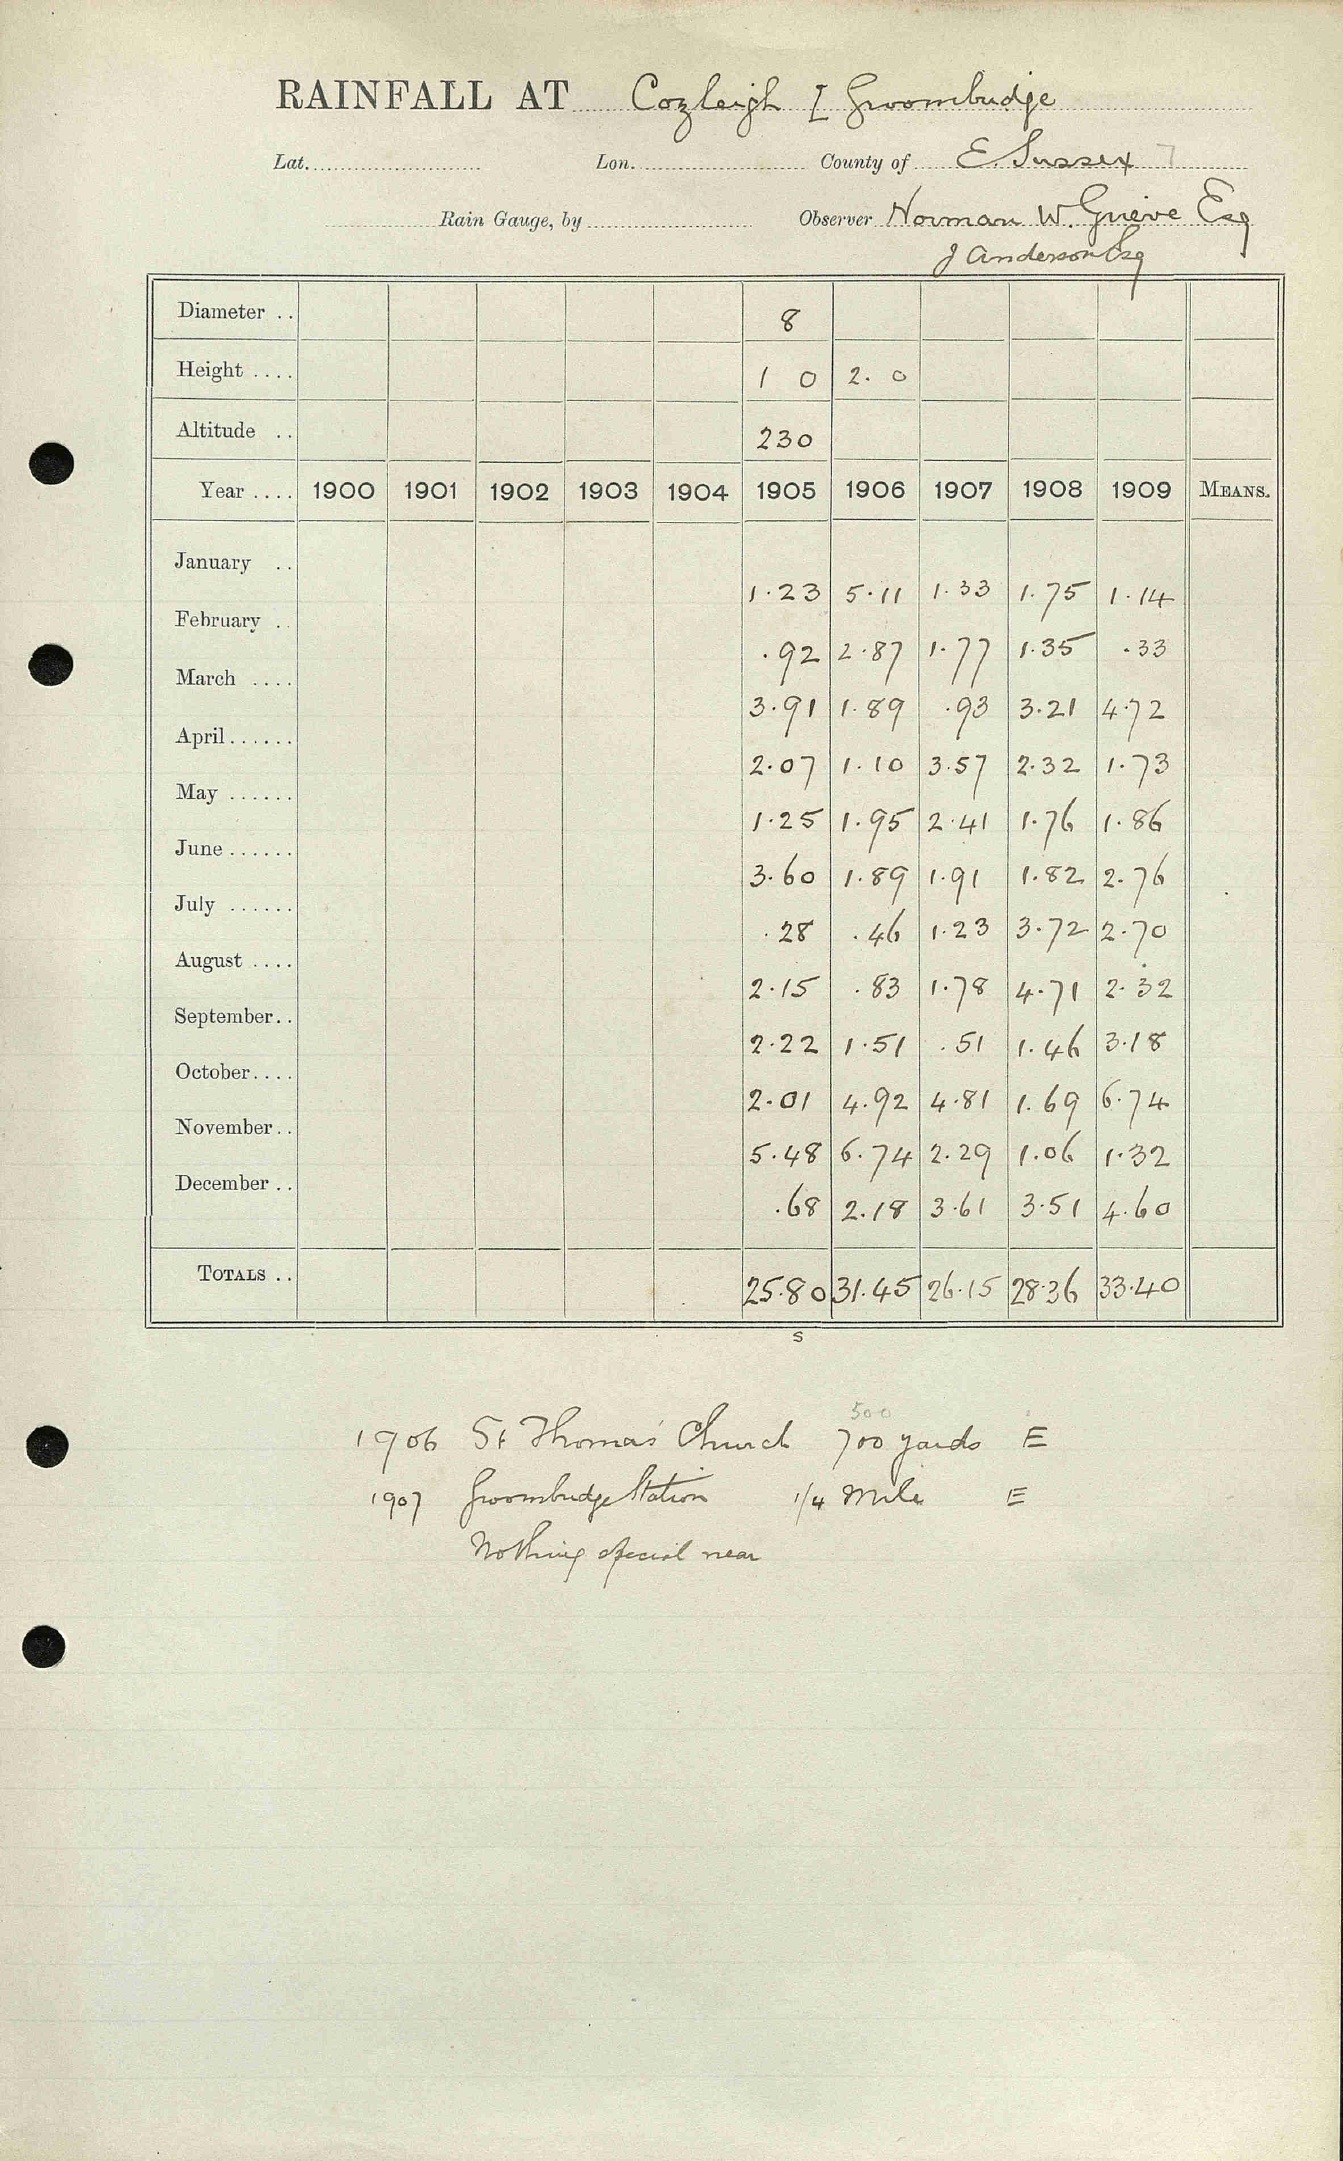 RAINFALL AT Cozleigh [ Groombridge
Lat. Lon. County of E. Sussex 7
Rain Gauge, by Observer Norman W. Grieve Esq
J Anderson Esq
Diameter .. 8
Height .... 1 0 2. 0
Altitude .. 230
Year .... 1900 1901 1902 1903 1904 1905 1906 1907 1908 1909 MEANS.
January .. 1.23 5.11 1.33 1.75 1.14
February .. .92 2.87 1.77 1.35 .33
March .... 3.91 1.89 .93 3.21 4.72
April...... 2.07 1.10 3.57 2.32 1.73
May ...... 1.25 1.95 2.41 1.76 1.86
June...... 3.60 1.89 1.91 1.82 2.76
July ...... .28 .46 1.23 3.72 2.70
August .... 2.15 .83 1.78 4.71 2.32
September.. 2.22 1.51 .51 1.46 3.18
October.... 2.01 4.92 4.81 1.69 6.74
November.. 5.48 6.74 2.29 1.06 1.32
December .. .68 2.18 3.61 3.51 4.60
TOTALS .. 25.80 31.45 26.15 28.36 33.40
s
500
1906 St Thomas' Church 700 yards E
1907 Groombridge Station 1/4 Mile E
Nothing special near